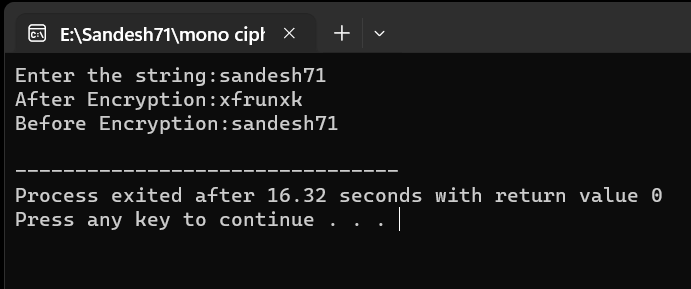 E:\Sandesh71\mono ciph
Enter the string:sandesh71
After Encryption:xfrunxk
Before Encryption:sandesh71
--------------------------------
Process exited after 16.32 seconds with return value 0
Press any key to continue . . .